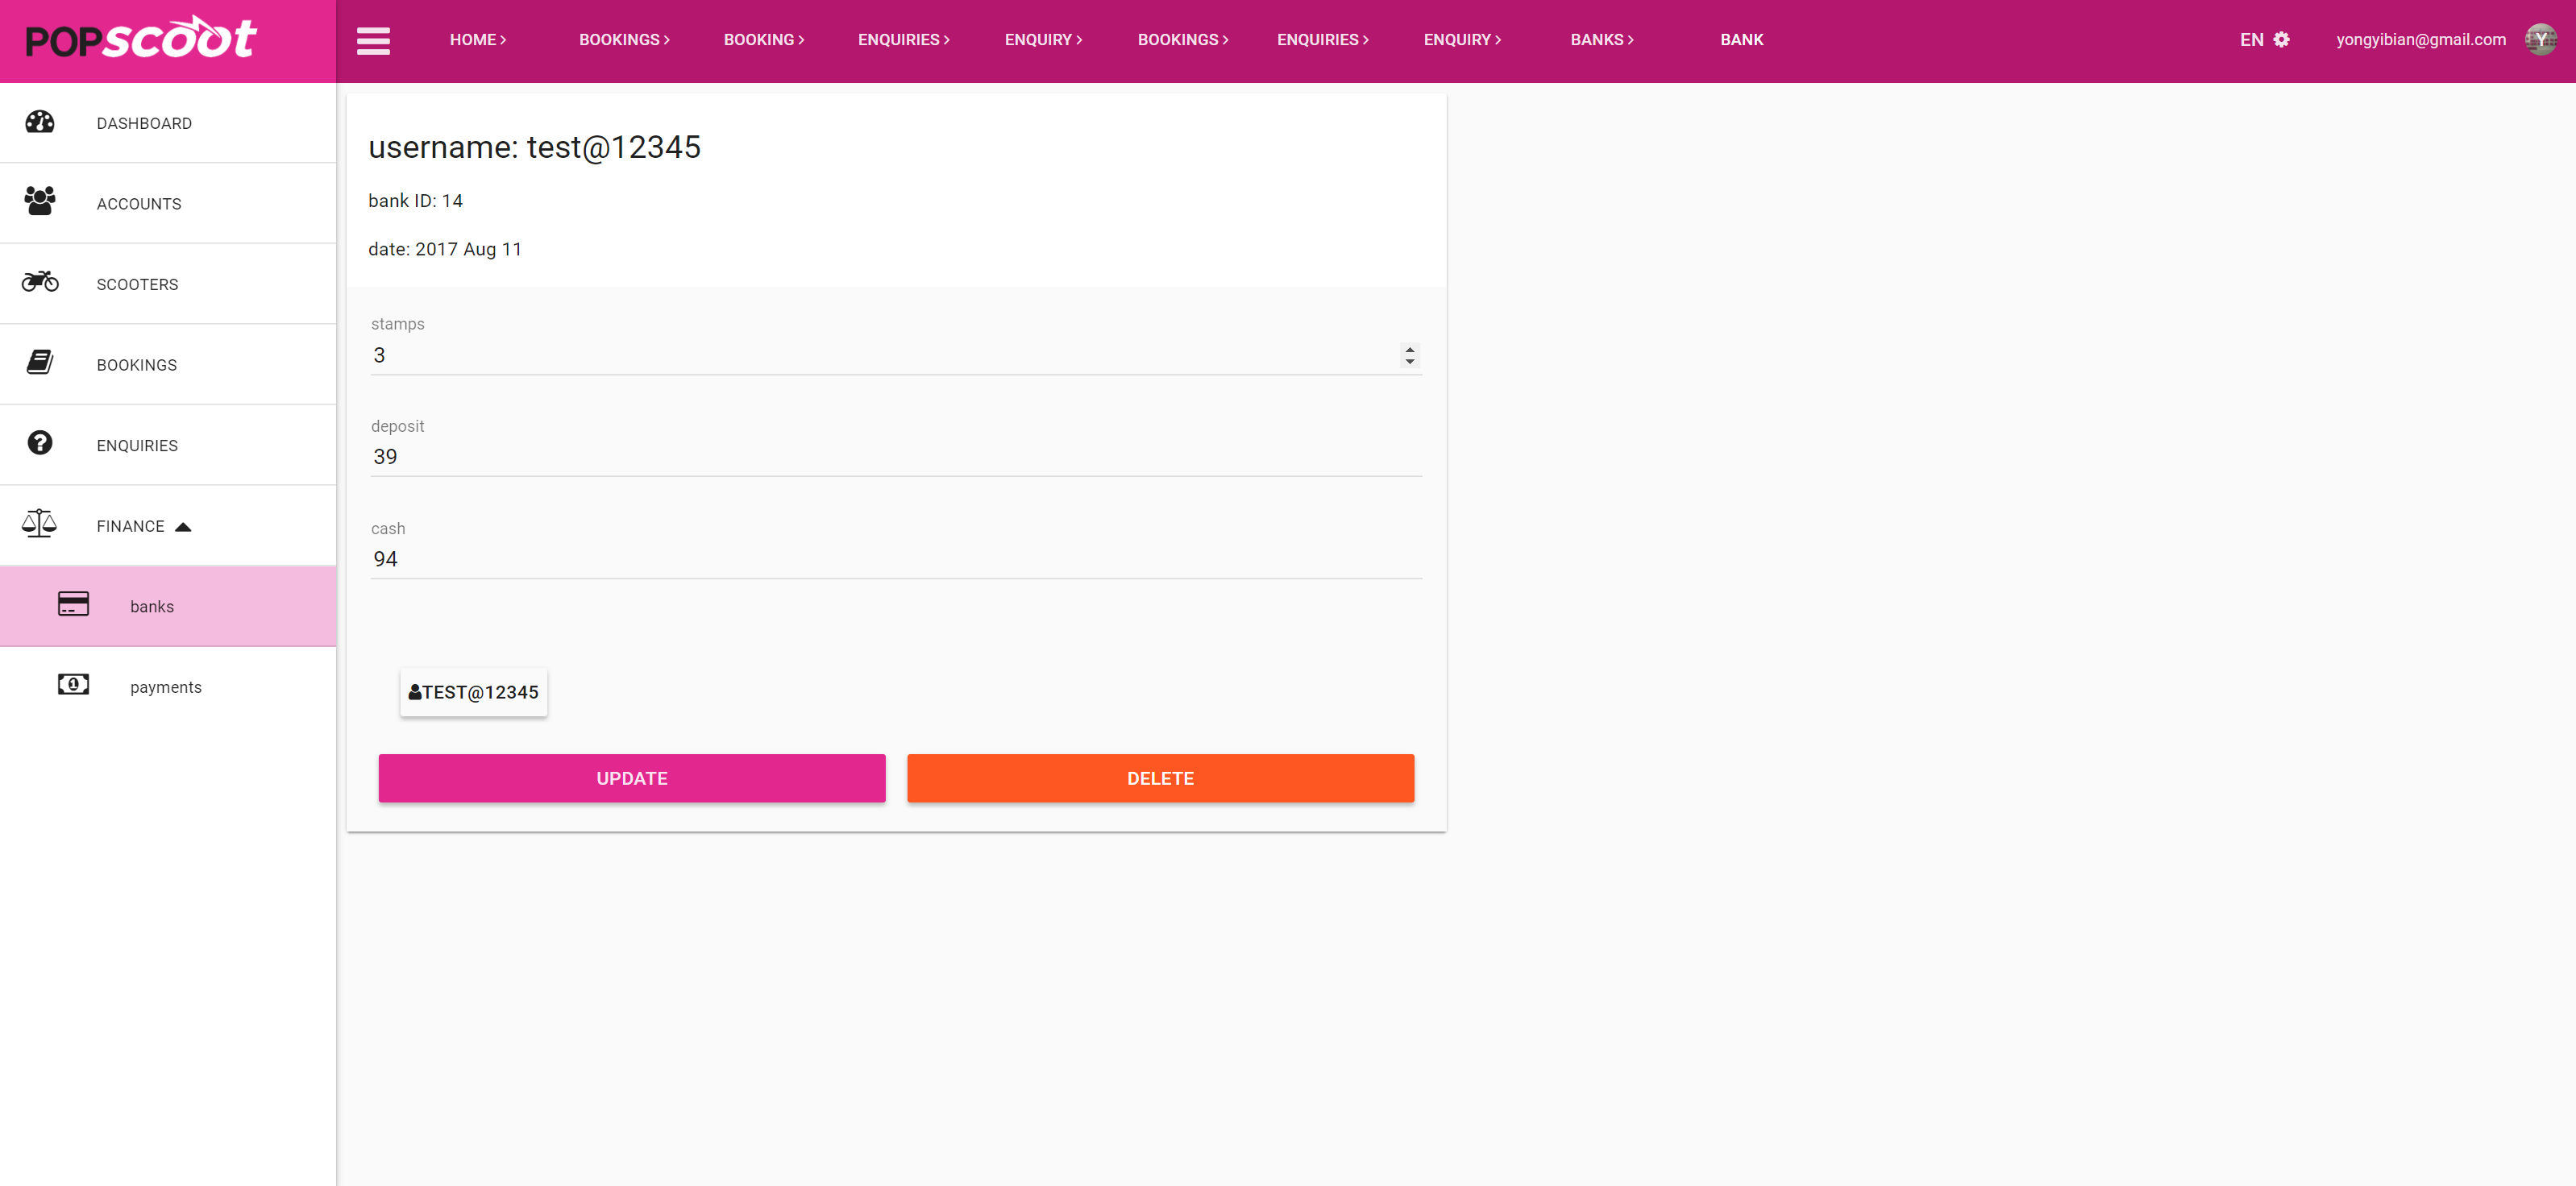 POPSCOOT
HOME BOOKINGS BOOKING ENQUIRIES ENQUIRY BOOKINGS ENQUIRIES ENQUIRY BANKS BANK
EN yongyibian@gmail.com Y
DASHBOARD
ACCOUNTS
SCOOTERS
BOOKINGS
ENQUIRIES
FINANCE
banks
payments
username: test@12345
bank ID: 14
date: 2017 Aug 11
stamps
3
deposit
39
cash
94
TEST@12345
UPDATE DELETE